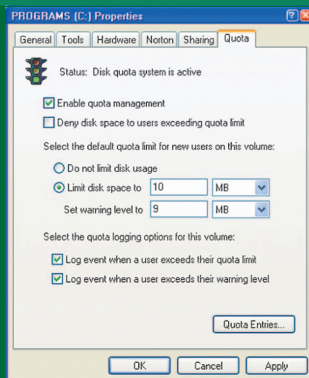 PROGRAMS (C:) Properties
General Tools Hardware Norton Sharing Quota
Status: Disk quota system is active
Enable quota management
Deny disk space to users exceeding quota limit
Select the default quota limit for new users on this volume:
Do not limit disk usage
Limit disk space to 10 MB
Set warning level to 9 MB
Select the quota logging options for this volume:
Log event when a user exceeds their quota limit
Log event when a user exceeds their warning level
Quota Entries...
OK Cancel Apply